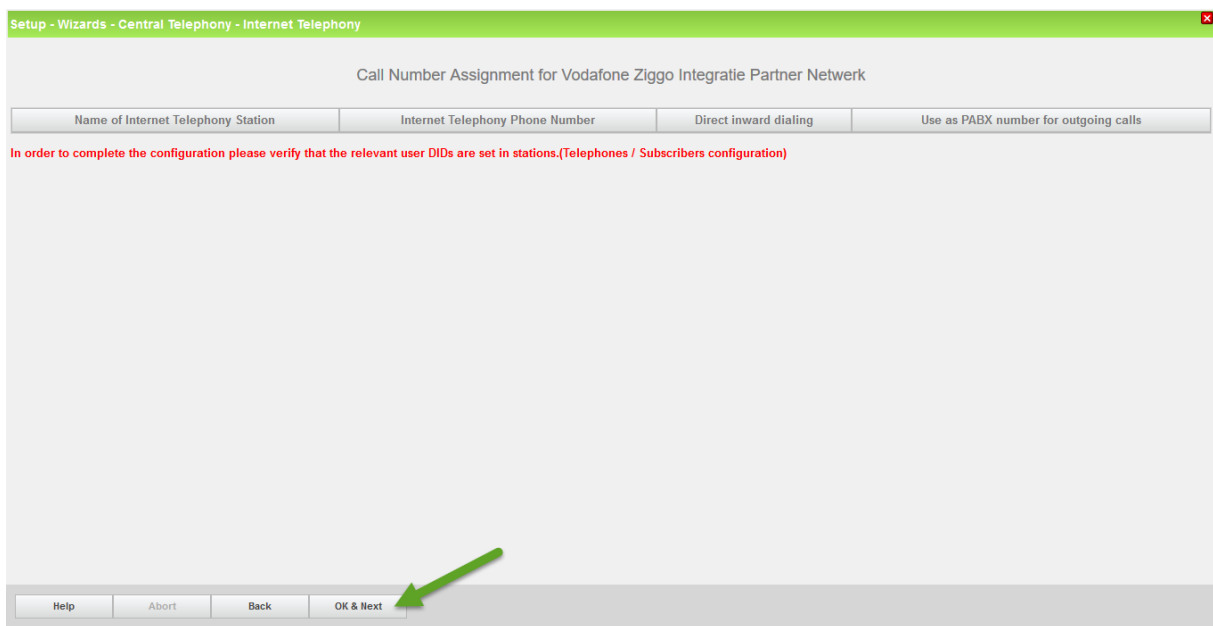 Setup - Wizards - Central Telephony - Internet Telephony
Call Number Assignment for Vodafone Ziggo Integratie Partner Netwerk
Name of Internet Telephony Station Internet Telephony Phone Number Direct inward dialing Use as PABX number for outgoing calls
In order to complete the configuration please verify that the relevant user DIDs are set in stations.(Telephones / Subscribers configuration)
Help Abort Back OK & Next